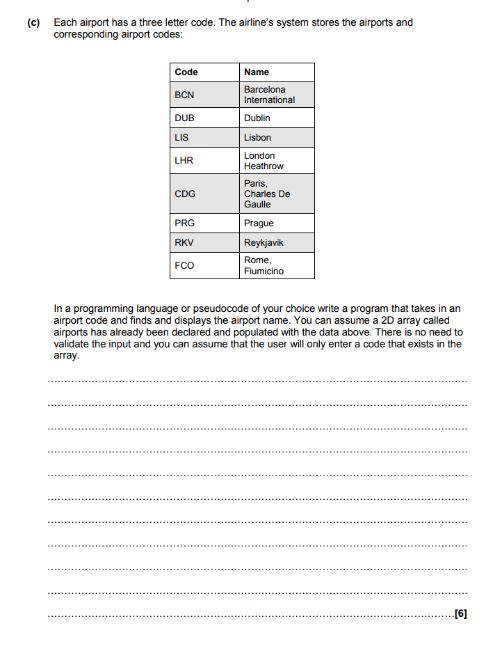 (c) Each airport has a three letter code. The airline's system stores the airports and
corresponding airport codes:
Code Name
BCN Barcelona
International
DUB Dublin
LIS Lisbon
LHR London
Heathrow
CDG Paris,
Charles De
Gaulle
PRG Prague
RKV Reykjavik
FCO Rome,
Fiumicino
In a programming language or pseudocode of your choice write a program that takes in an
airport code and finds and displays the airport name. You can assume a 2D array called
airports has already been declared and populated with the data above. There is no need to
validate the input and you can assume that the user will only enter a code that exists in the
array.
[6]